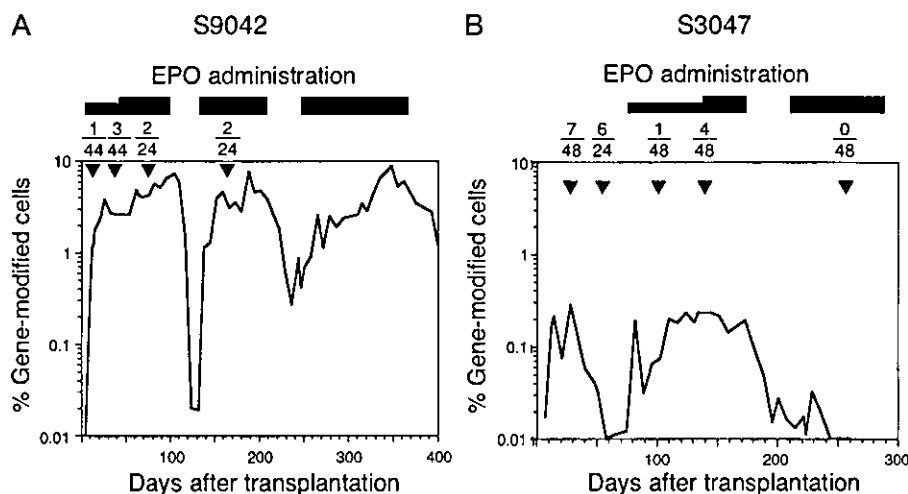 A
S9042
EPO administration
1/44 3/44 2/24 2/24
10
1
0.1
0.01
% Gene-modified cells
100 200 300 400
Days after transplantation
B
S3047
EPO administration
7/48 6/24 1/48 4/48 0/48
10
1
0.1
0.01
% Gene-modified cells
100 200 300
Days after transplantation